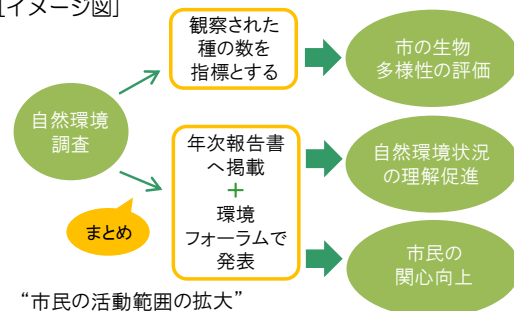 [イメージ図]
観察された
種の数を
指標とする
市の生物
多様性の評価
自然環境
調査
年次報告書
へ掲載
+
環境
フォーラムで
発表
自然環境状況
の理解促進
まとめ
市民の
関心向上
“市民の活動範囲の拡大”